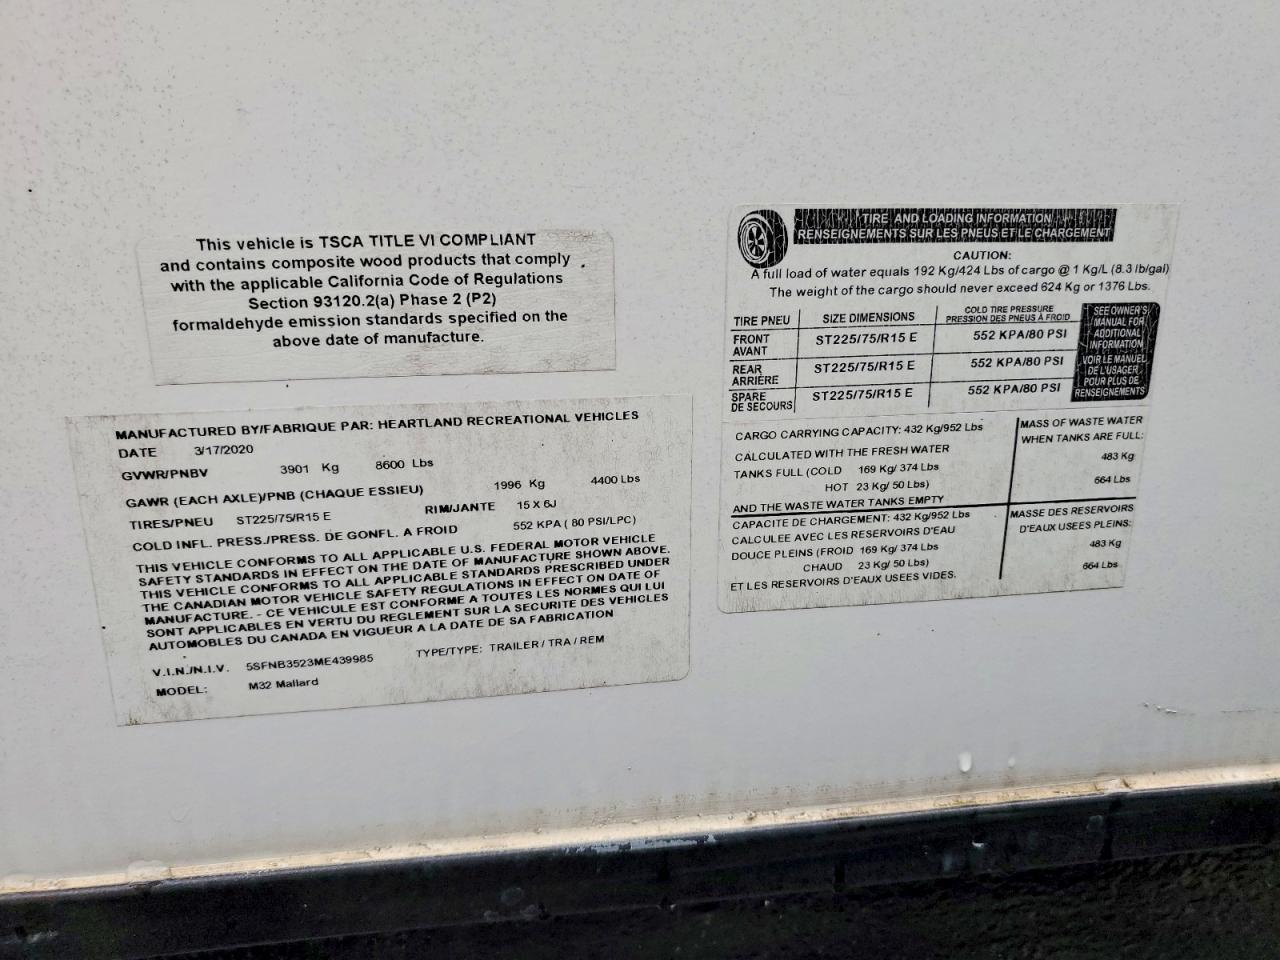 This vehicle is TSCA TITLE VI COMPLIANT
and contains composite wood products that comply
with the applicable California Code of Regulations
Section 93120.2(a) Phase 2 (P2)
formaldehyde emission standards specified on the
above date of manufacture.
MANUFACTURED BY/FABRIQUE PAR: HEARTLAND RECREATIONAL VEHICLES
DATE 3/17/2020
GVWR/PNBV 3901 Kg 8600 Lbs
GAWR (EACH AXLE)/PNB (CHAQUE ESSIEU) 1996 Kg 4400 Lbs
TIRES/PNEU ST225/75/R15 E RIM/JANTE 15 X 6J
COLD INFL. PRESS./PRESS. DE GONFL. A FROID 552 KPA ( 80 PSI/LPC)
THIS VEHICLE CONFORMS TO ALL APPLICABLE U.S. FEDERAL MOTOR VEHICLE
SAFETY STANDARDS IN EFFECT ON THE DATE OF MANUFACTURE SHOWN ABOVE.
THIS VEHICLE CONFORMS TO ALL APPLICABLE STANDARDS PRESCRIBED UNDER
THE CANADIAN MOTOR VEHICLE SAFETY REGULATIONS IN EFFECT ON DATE OF
MANUFACTURE. - CE VEHICULE EST CONFORME A TOUTES LES NORMES QUI LUI
SONT APPLICABLES EN VERTU DU REGLEMENT SUR LA SECURITE DES VEHICLES
AUTOMOBLES DU CANADA EN VIGUEUR A LA DATE DE SA FABRICATION
V.I.N./N.I.V. 5SFNB3523ME439985 TYPE/TYPE: TRAILER / TRA / REM
MODEL: M32 Mallard
TIRE AND LOADING INFORMATION
RENSEIGNEMENTS SUR LES PNEUS ET LE CHARGEMENT
CAUTION:
A full load of water equals 192 Kg/424 Lbs of cargo @ 1 Kg/L (8.3 lb/gal)
The weight of the cargo should never exceed 624 Kg or 1376 Lbs.
TIRE PNEU SIZE DIMENSIONS COLD TIRE PRESSURE
PRESSION DES PNEUS À FROID
FRONT
AVANT ST225/75/R15 E 552 KPA/80 PSI
REAR
ARRIÈRE ST225/75/R15 E 552 KPA/80 PSI
SPARE
DE SECOURS ST225/75/R15 E 552 KPA/80 PSI
SEE OWNER'S
MANUAL FOR
ADDITIONAL
INFORMATION
VOIR LE MANUEL
DE L'USAGER
POUR PLUS DE
RENSEIGNEMENTS
CARGO CARRYING CAPACITY: 432 Kg/952 Lbs
CALCULATED WITH THE FRESH WATER
TANKS FULL (COLD 169 Kg/ 374 Lbs
HOT 23 Kg/ 50 Lbs)
AND THE WASTE WATER TANKS EMPTY
MASS OF WASTE WATER
WHEN TANKS ARE FULL:
483 Kg
664 Lbs
CAPACITE DE CHARGEMENT: 432 Kg/952 Lbs
CALCULEE AVEC LES RESERVOIRS D'EAU
DOUCE PLEINS (FROID 169 Kg/ 374 Lbs
CHAUD 23 Kg/ 50 Lbs)
ET LES RESERVOIRS D'EAUX USEES VIDES.
MASSE DES RESERVOIRS
D'EAUX USEES PLEINS:
483 Kg
664 Lbs